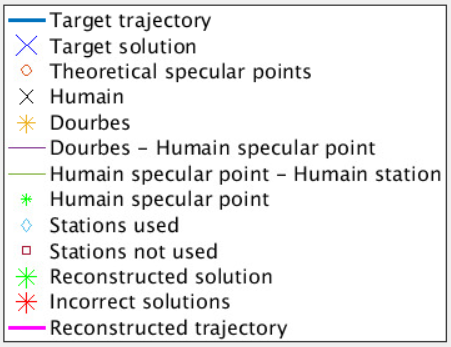 Target trajectory
Target solution
Theoretical specular points
Humain
Dourbes
Dourbes – Humain specular point
Humain specular point – Humain station
Humain specular point
Stations used
Stations not used
Reconstructed solution
Incorrect solutions
Reconstructed trajectory